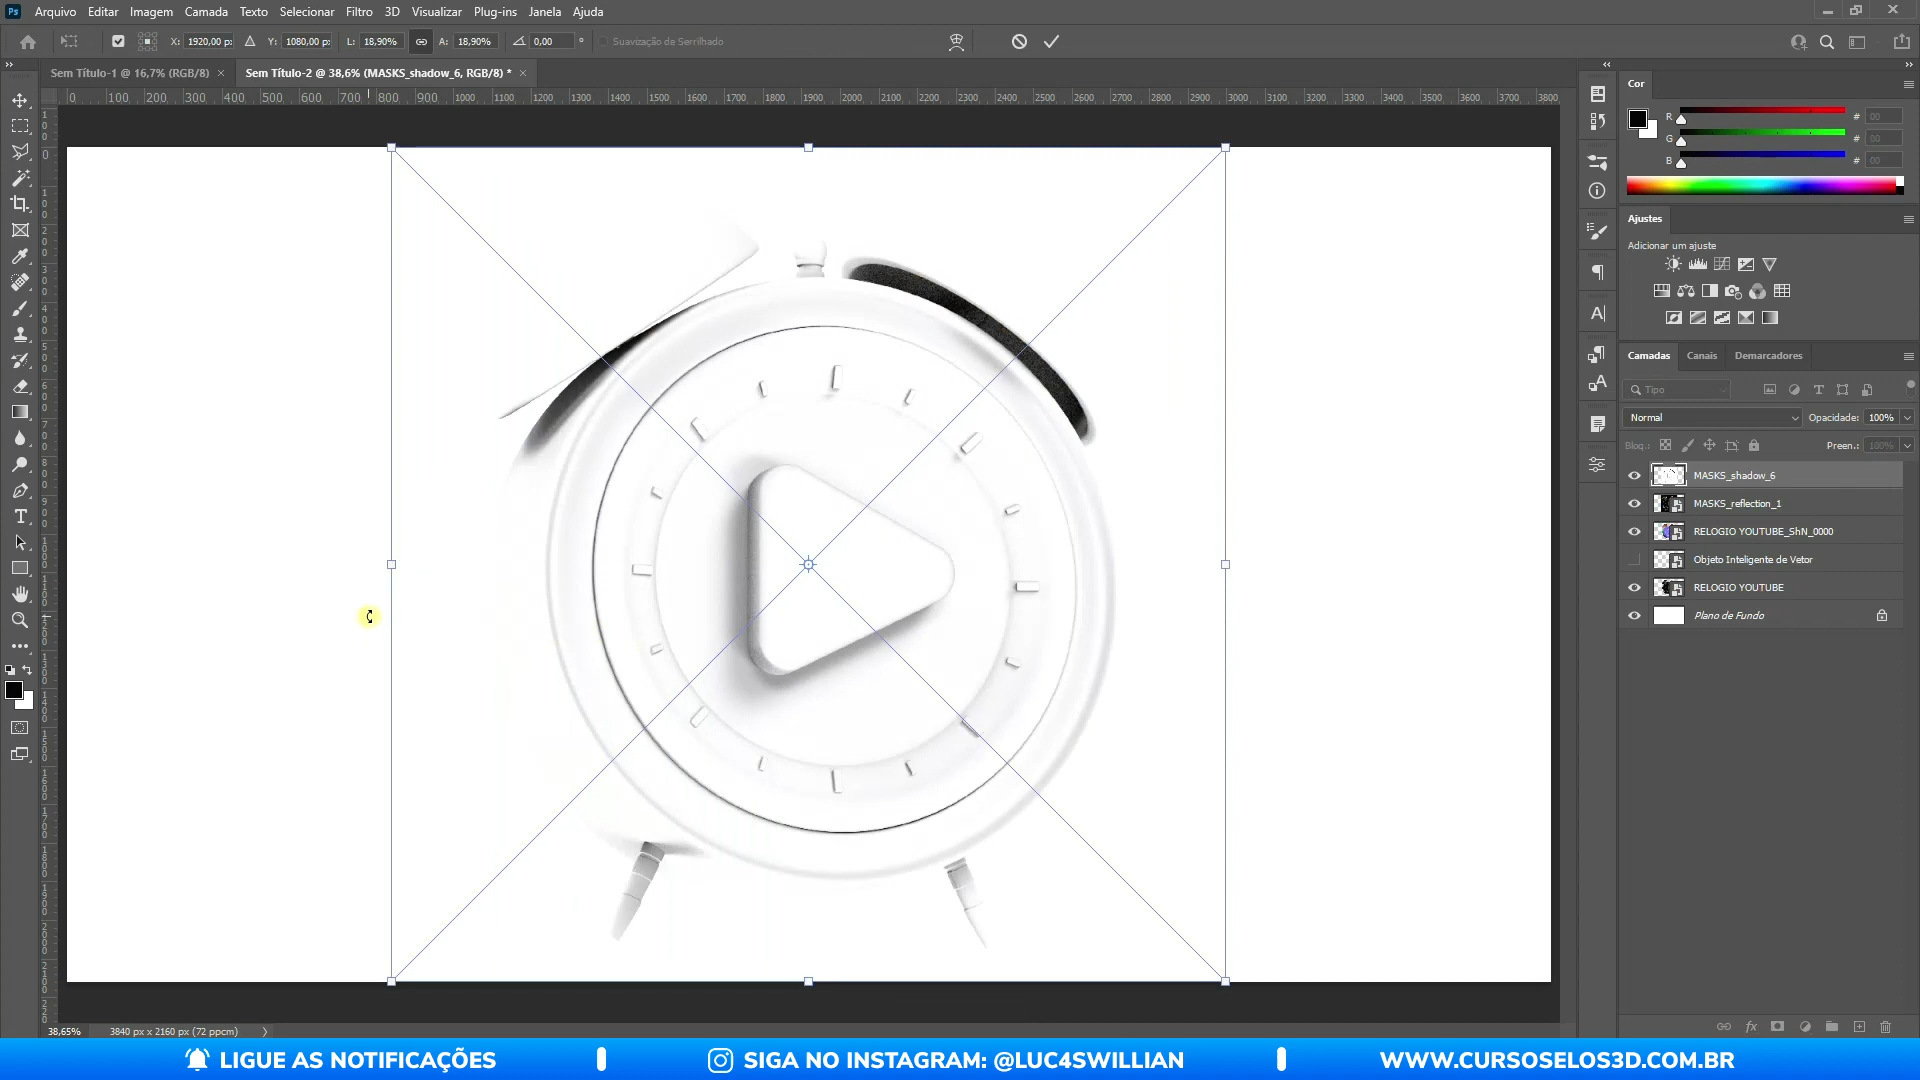 Ps Arquivo Editar Imagem Camada Texto Selecionar Filtro 3D Visualizar Plug-ins Janela Ajuda
X: 1920,00 p: Y: 1080,00 p: L: 18,90% A: 18,90% 0,00 ° Suavização de Serrilhado
Sem Título-1 @ 16,7% (RGB/8) × Sem Título-2 @ 38,6% (MASKS_shadow_6, RGB/8) * ×
0 100 200 300 400 500 600 700 800 900 1000 1100 1200 1300 1400 1500 1600 1700 1800 1900 2000 2100 2200 2300 2400 2500 2600 2700 2800 2900 3000 3100 3200 3300 3400 3500 3600 3700 3800
Cor
R # 00
G # 00
B # 00
Ajustes
Adicionar um ajuste
Camadas Canais Demarcadores
Tipo
Normal Opacidade: 100%
Bloq.: Preen.: 100%
MASKS_shadow_6
MASKS_reflection_1
RELOGIO YOUTUBE_ShN_0000
Objeto Inteligente de Vetor
RELOGIO YOUTUBE
Plano de Fundo
38,65% 3840 px x 2160 px (72 ppcm)
LIGUE AS NOTIFICAÇÕES SIGA NO INSTAGRAM: @LUC4SWILLIAN WWW.CURSOSELOS3D.COM.BR